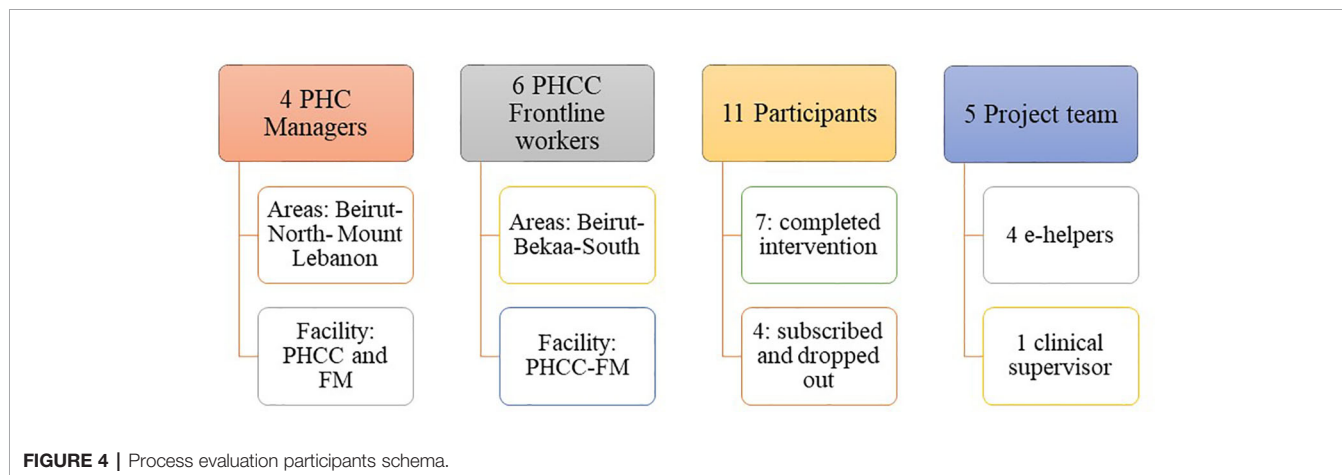 4 PHC
Managers
Areas: Beirut-
North- Mount
Lebanon
Facility:
PHCC and
FM
6 PHCC
Frontline
workers
Areas: Beirut-
Bekaa-South
Facility:
PHCC-FM
11 Participants
7: completed
intervention
4: subscribed
and dropped
out
5 Project team
4 e-helpers
1 clinical
supervisor
FIGURE 4 | Process evaluation participants schema.